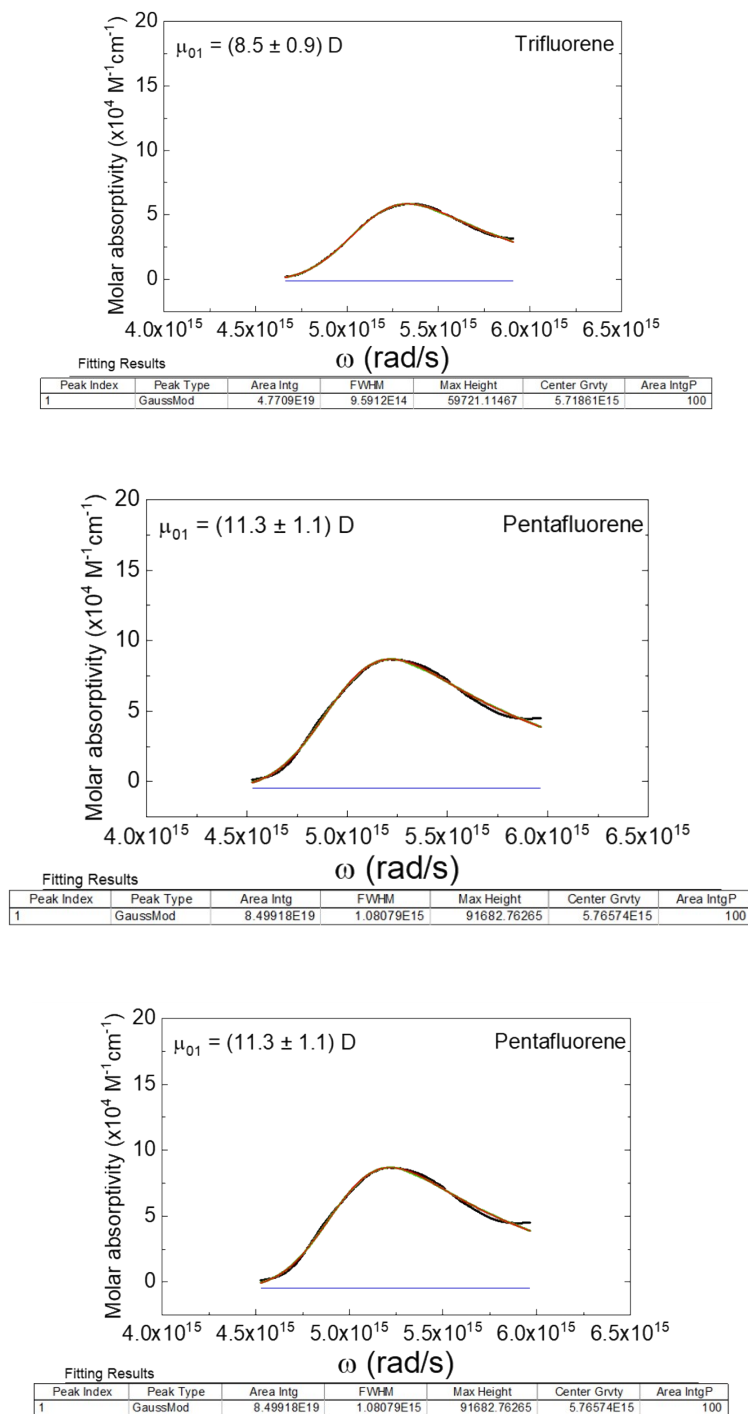 μ01 = (8.5 ± 0.9) D
Trifluorene
Molar absorptivity (x10^4 M^-1cm^-1)
20
15
10
5
0
4.0x10^15 4.5x10^15 5.0x10^15 5.5x10^15 6.0x10^15 6.5x10^15
ω (rad/s)
Fitting Results
Peak Index Peak Type Area Intg FWHM Max Height Center Grvty Area IntgP
1 GaussMod 4.7709E19 9.5912E14 59721.11467 5.71861E15 100
μ01 = (11.3 ± 1.1) D
Pentafluorene
Molar absorptivity (x10^4 M^-1cm^-1)
20
15
10
5
0
4.0x10^15 4.5x10^15 5.0x10^15 5.5x10^15 6.0x10^15 6.5x10^15
ω (rad/s)
Fitting Results
Peak Index Peak Type Area Intg FWHM Max Height Center Grvty Area IntgP
1 GaussMod 8.49918E19 1.08079E15 91682.76265 5.76574E15 100
μ01 = (11.3 ± 1.1) D
Pentafluorene
Molar absorptivity (x10^4 M^-1cm^-1)
20
15
10
5
0
4.0x10^15 4.5x10^15 5.0x10^15 5.5x10^15 6.0x10^15 6.5x10^15
ω (rad/s)
Fitting Results
Peak Index Peak Type Area Intg FWHM Max Height Center Grvty Area IntgP
1 GaussMod 8.49918E19 1.08079E15 91682.76265 5.76574E15 100